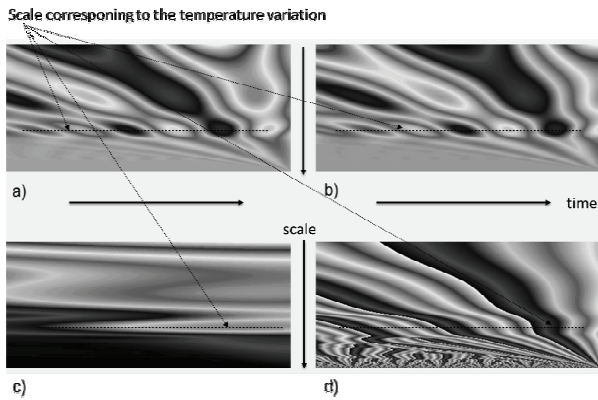 Scale corresponing to the temperature variation
a)
b)
time
scale
c)
d)